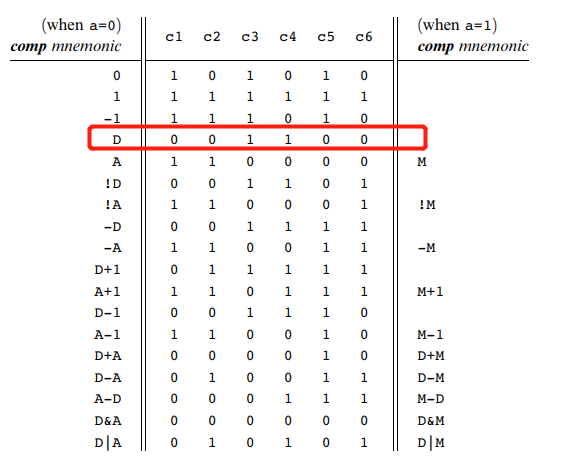 (when a=0) c1 c2 c3 c4 c5 c6 (when a=1)
comp mnemonic comp mnemonic
0 1 0 1 0 1 0
1 1 1 1 1 1 1
-1 1 1 1 0 1 0
D 0 0 1 1 0 0
A 1 1 0 0 0 0 M
!D 0 0 1 1 0 1
!A 1 1 0 0 0 1 !M
-D 0 0 1 1 1 1
-A 1 1 0 0 1 1 -M
D+1 0 1 1 1 1 1
A+1 1 1 0 1 1 1 M+1
D-1 0 0 1 1 1 0
A-1 1 1 0 0 1 0 M-1
D+A 0 0 0 0 1 0 D+M
D-A 0 1 0 0 1 1 D-M
A-D 0 0 0 1 1 1 M-D
D&A 0 0 0 0 0 0 D&M
D|A 0 1 0 1 0 1 D|M